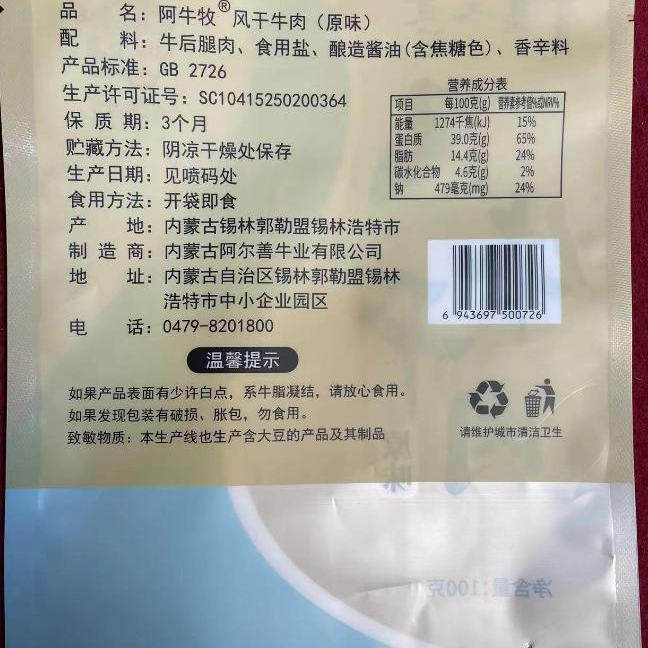 品 名：阿牛牧®风干牛肉（原味）
配 料：牛后腿肉、食用盐、酿造酱油(含焦糖色)、香辛料
产品标准：GB 2726
生产许可证号：SC10415250200364
保 质 期：3个月
贮藏方法：阴凉干燥处保存
生产日期：见喷码处
食用方法：开袋即食
产 地：内蒙古锡林郭勒盟锡林浩特市
制 造 商：内蒙古阿尔善牛业有限公司
地 址：内蒙古自治区锡林郭勒盟锡林
浩特市中小企业园区
电 话：0479-8201800
营养成分表
项目 每100克(g) 营养素参考值%或NRV%
能量 1274千焦(kJ) 15%
蛋白质 39.0克(g) 65%
脂肪 14.4克(g) 24%
碳水化合物 4.6克(g) 2%
钠 479毫克(mg) 24%
6 943697 500726
温馨提示
如果产品表面有少许白点，系牛脂凝结，请放心食用。
如果发现包装有破损、胀包，勿食用。
致敏物质：本生产线也生产含大豆的产品及其制品
请维护城市清洁卫生
原味
净含量:100克